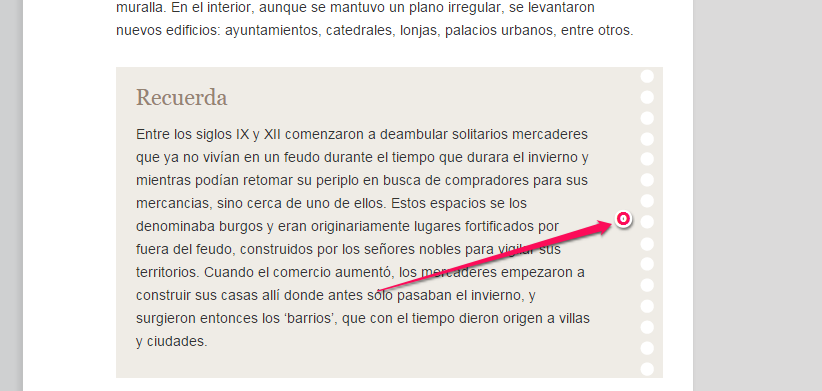 muralla. En el interior, aunque se mantuvo un plano irregular, se levantaron
nuevos edificios: ayuntamientos, catedrales, lonjas, palacios urbanos, entre otros.
Recuerda
Entre los siglos IX y XII comenzaron a deambular solitarios mercaderes
que ya no vivían en un feudo durante el tiempo que durara el invierno y
mientras podían retomar su periplo en busca de compradores para sus
mercancias, sino cerca de uno de ellos. Estos espacios se los
denominaba burgos y eran originariamente lugares fortificados por
fuera del feudo, construidos por los señores nobles para vigilar sus
territorios. Cuando el comercio aumentó, los mercaderes empezaron a
construir sus casas allí donde antes sólo pasaban el invierno, y
surgieron entonces los ‘barrios’, que con el tiempo dieron origen a villas
y ciudades.